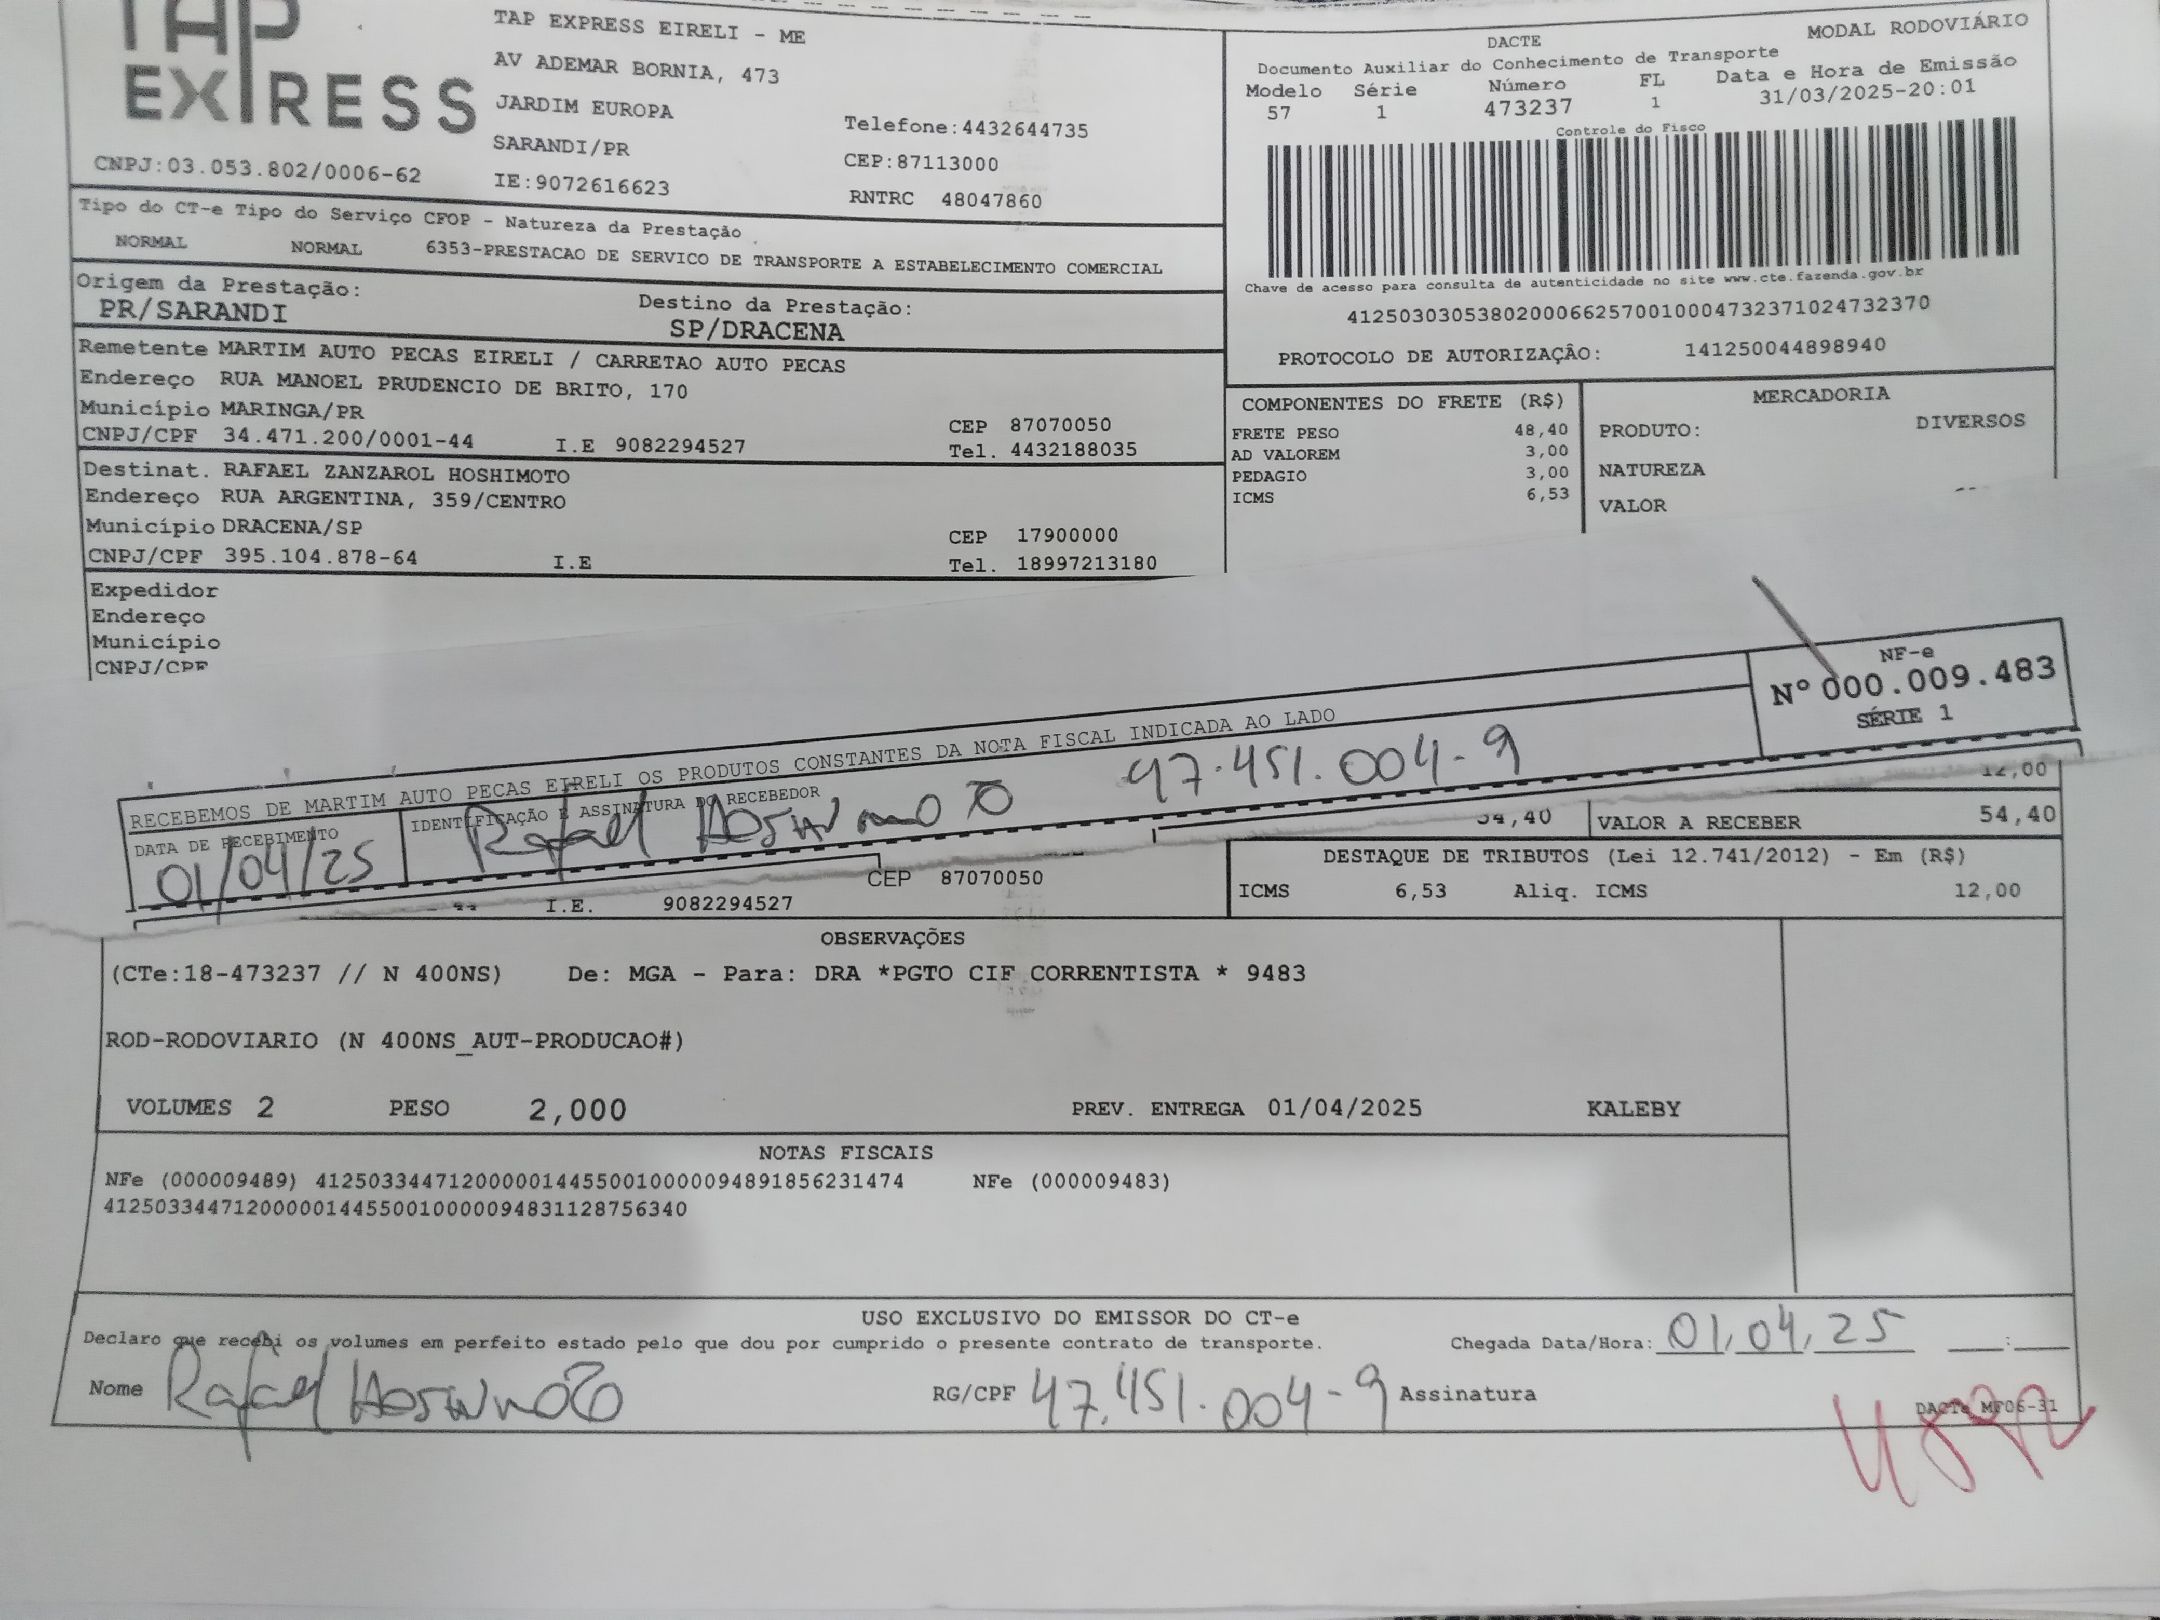 TAP
EXPRESS
TAP EXPRESS EIRELI - ME
AV ADEMAR BORNIA, 473
JARDIM EUROPA
SARANDI/PR
Telefone:4432644735
CEP:87113000
CNPJ:03.053.802/0006-62
IE:9072616623
RNTRC 48047860
DACTE
MODAL RODOVIÁRIO
Documento Auxiliar do Conhecimento de Transporte
Modelo Série Número FL Data e Hora de Emissão
57 1 473237 1 31/03/2025-20:01
Controle do Fisco
Chave de acesso para consulta de autenticidade no site www.cte.fazenda.gov.br
41250303053802000662570010004732371024732370
PROTOCOLO DE AUTORIZAÇÃO: 141250044898940
Tipo do CT-e Tipo do Serviço CFOP - Natureza da Prestação
NORMAL NORMAL 6353-PRESTACAO DE SERVICO DE TRANSPORTE A ESTABELECIMENTO COMERCIAL
Origem da Prestação: Destino da Prestação:
PR/SARANDI SP/DRACENA
Remetente MARTIM AUTO PECAS EIRELI / CARRETAO AUTO PECAS
Endereço RUA MANOEL PRUDENCIO DE BRITO, 170
Município MARINGA/PR CEP 87070050
CNPJ/CPF 34.471.200/0001-44 I.E 9082294527 Tel. 4432188035
Destinat. RAFAEL ZANZAROL HOSHIMOTO
Endereço RUA ARGENTINA, 359/CENTRO
Município DRACENA/SP CEP 17900000
CNPJ/CPF 395.104.878-64 I.E Tel. 18997213180
Expedidor
Endereço
Município
CNPJ/CPF
COMPONENTES DO FRETE (R$)
FRETE PESO 48,40
AD VALOREM 3,00
PEDAGIO 3,00
ICMS 6,53
MERCADORIA
PRODUTO: DIVERSOS
NATUREZA
VALOR
NF-e
Nº 000.009.483
SÉRIE 1
RECEBEMOS DE MARTIM AUTO PECAS EIRELI OS PRODUTOS CONSTANTES DA NOTA FISCAL INDICADA AO LADO
DATA DE RECEBIMENTO IDENTIFICAÇÃO E ASSINATURA DO RECEBEDOR
01/04/25 Rafael Hoshimoto 47.451.004-9
12,00
54,40 VALOR A RECEBER 54,40
DESTAQUE DE TRIBUTOS (Lei 12.741/2012) - Em (R$)
ICMS 6,53 Aliq. ICMS 12,00
CEP 87070050
I.E. 9082294527
OBSERVAÇÕES
(CTe:18-473237 // N 400NS) De: MGA - Para: DRA *PGTO CIF CORRENTISTA * 9483
ROD-RODOVIARIO (N 400NS_AUT-PRODUCAO#)
VOLUMES 2 PESO 2,000 PREV. ENTREGA 01/04/2025 KALEBY
NOTAS FISCAIS
NFe (000009489) 41250334471200000144550010000094891856231474 NFe (000009483)
41250334471200000144550010000094831128756340
USO EXCLUSIVO DO EMISSOR DO CT-e
Declaro que recebi os volumes em perfeito estado pelo que dou por cumprido o presente contrato de transporte. Chegada Data/Hora: 01,04,25 :
Nome Rafael Hoshimoto RG/CPF 47.451.004-9 Assinatura
DACTe MF06-31